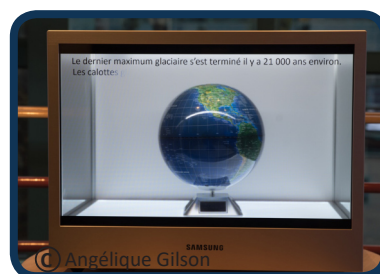 Le dernier maximum glaciaire s'est terminé il y a 21 000 ans environ.
Les calottes
SAMSUNG
© Angélique Gilson